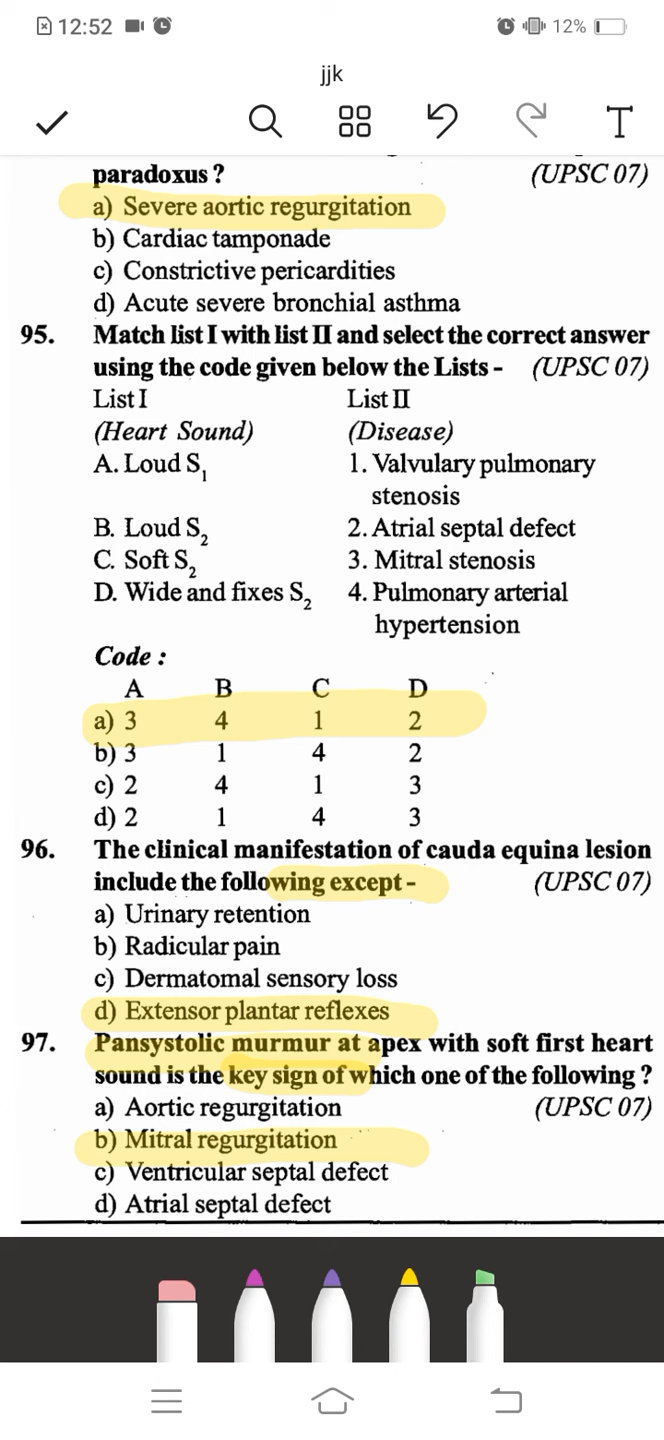 12:52
12%
jjk
T
paradoxus ? (UPSC 07)
a) Severe aortic regurgitation
b) Cardiac tamponade
c) Constrictive pericardities
d) Acute severe bronchial asthma
95. Match list I with list II and select the correct answer
using the code given below the Lists - (UPSC 07)
List I List II
(Heart Sound) (Disease)
A. Loud S1 1. Valvulary pulmonary
stenosis
B. Loud S2 2. Atrial septal defect
C. Soft S2 3. Mitral stenosis
D. Wide and fixes S2 4. Pulmonary arterial
hypertension
Code :
A B C D
a) 3 4 1 2
b) 3 1 4 2
c) 2 4 1 3
d) 2 1 4 3
96. The clinical manifestation of cauda equina lesion
include the following except - (UPSC 07)
a) Urinary retention
b) Radicular pain
c) Dermatomal sensory loss
d) Extensor plantar reflexes
97. Pansystolic murmur at apex with soft first heart
sound is the key sign of which one of the following ?
a) Aortic regurgitation (UPSC 07)
b) Mitral regurgitation
c) Ventricular septal defect
d) Atrial septal defect